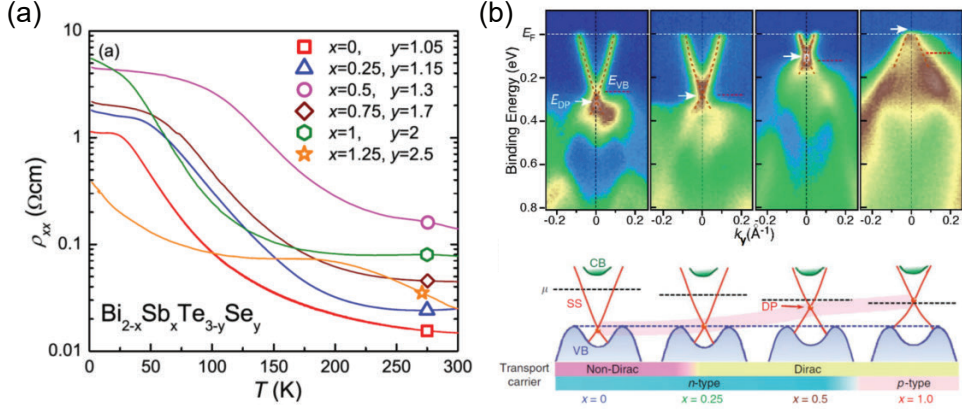 (a)
(a)
x=0, y=1.05
x=0.25, y=1.15
x=0.5, y=1.3
x=0.75, y=1.7
x=1, y=2
x=1.25, y=2.5
10
1
0.1
0.01
ρxx (Ωcm)
Bi2-xSbxTe3-ySey
0 50 100 150 200 250 300
T (K)
(b)
EF
0.0
0.2
0.4
0.6
0.8
Binding Energy (eV)
EVB
EDP
-0.2 0 0.2 -0.2 0 0.2 -0.2 0 0.2 -0.2 0 0.2
ky(Å-1)
CB
μ
SS
DP
VB
Transport
carrier
Non-Dirac Dirac
n-type p-type
x = 0 x = 0.25 x = 0.5 x = 1.0